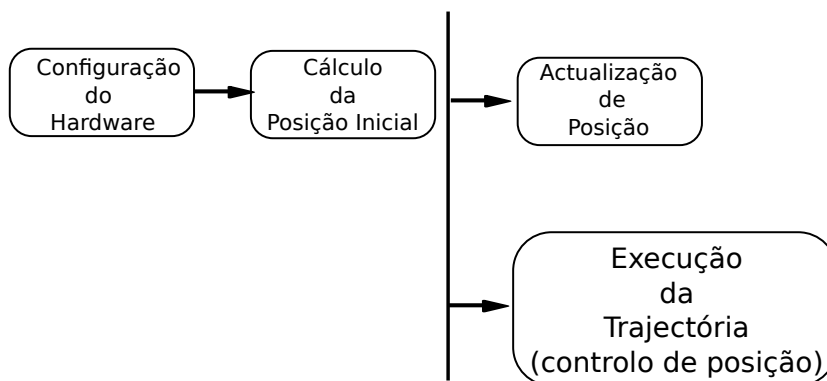 Configuração
do
Hardware
Cálculo
da
Posição Inicial
Actualização
de
Posição
Execução
da
Trajectória
(controlo de posição)